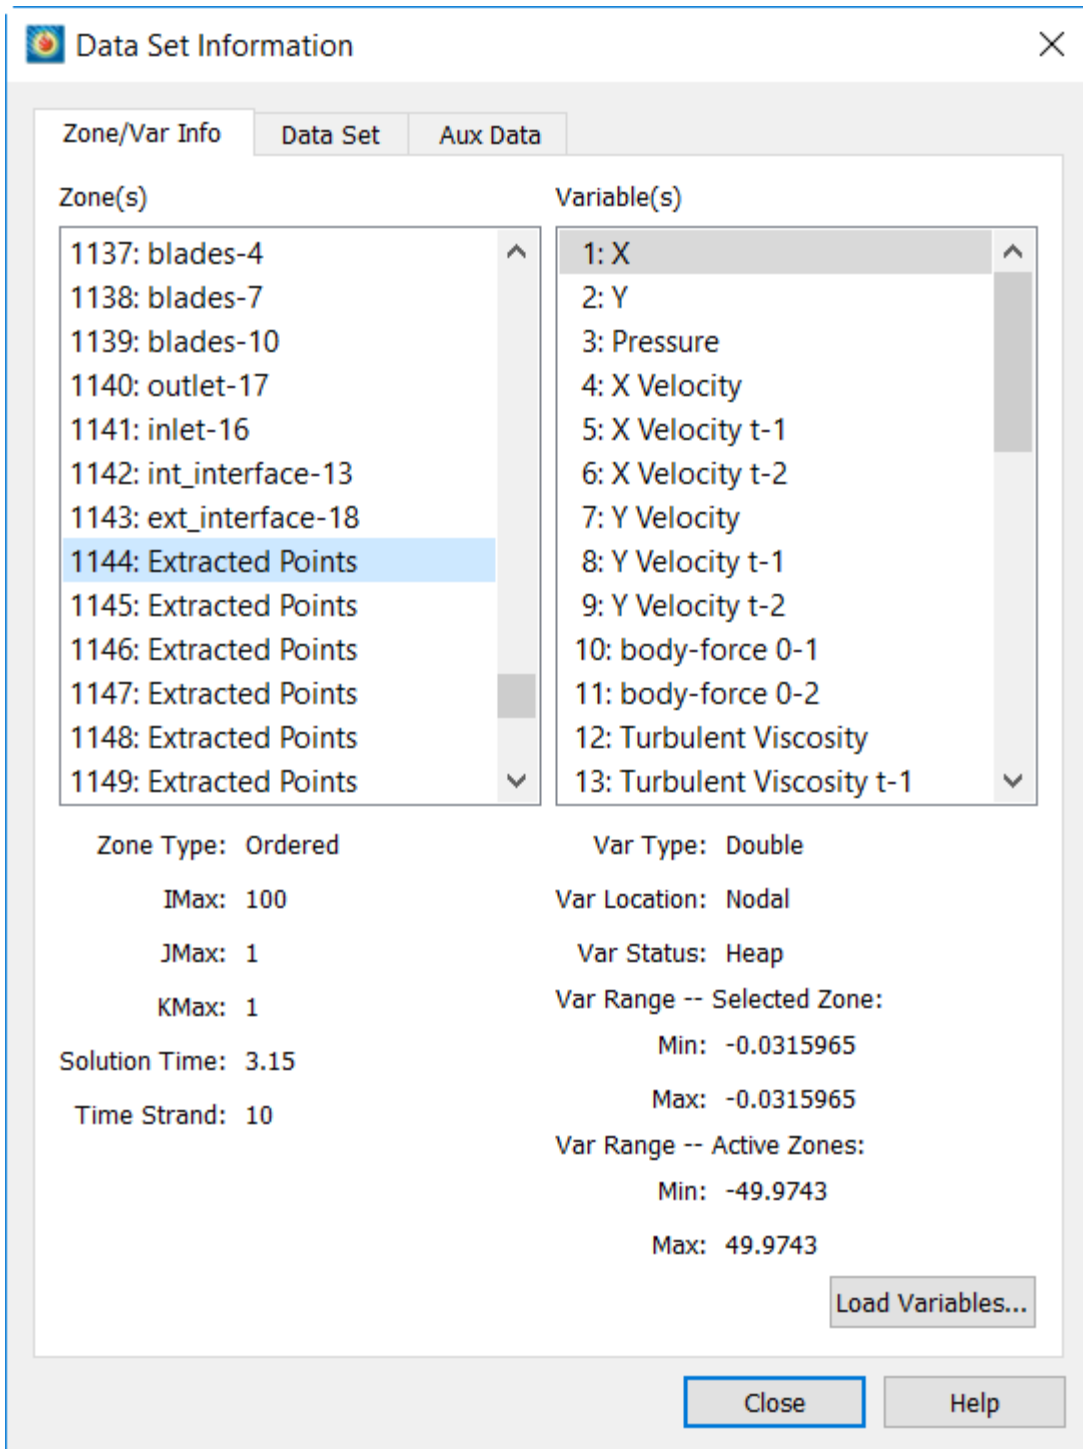 Data Set Information
Zone/Var Info
Data Set
Aux Data
Zone(s)
1137: blades-4
1138: blades-7
1139: blades-10
1140: outlet-17
1141: inlet-16
1142: int_interface-13
1143: ext_interface-18
1144: Extracted Points
1145: Extracted Points
1146: Extracted Points
1147: Extracted Points
1148: Extracted Points
1149: Extracted Points
Zone Type: Ordered
IMax: 100
JMax: 1
KMax: 1
Solution Time: 3.15
Time Strand: 10
Variable(s)
1: X
2: Y
3: Pressure
4: X Velocity
5: X Velocity t-1
6: X Velocity t-2
7: Y Velocity
8: Y Velocity t-1
9: Y Velocity t-2
10: body-force 0-1
11: body-force 0-2
12: Turbulent Viscosity
13: Turbulent Viscosity t-1
Var Type: Double
Var Location: Nodal
Var Status: Heap
Var Range -- Selected Zone:
Min: -0.0315965
Max: -0.0315965
Var Range -- Active Zones:
Min: -49.9743
Max: 49.9743
Load Variables...
Close
Help